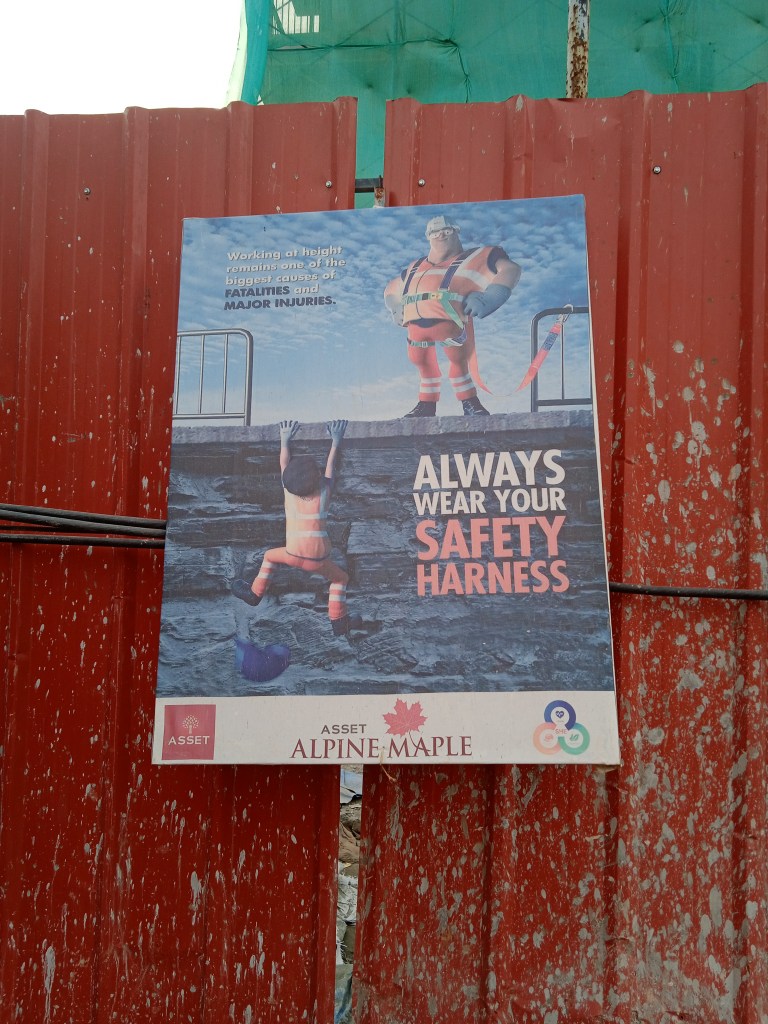 Working at height
remains one of the
biggest causes of
FATALITIES and
MAJOR INJURIES.
ALWAYS
WEAR YOUR
SAFETY
HARNESS
ASSET
ASSET
ALPINE MAPLE